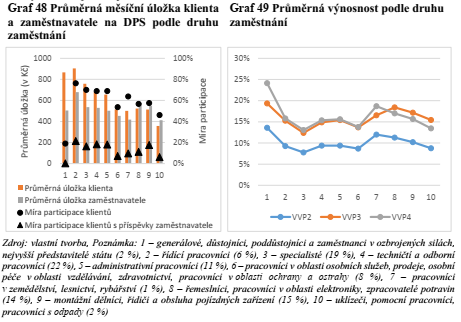 Graf 48 Průměrná měsíční úložka klienta
a zaměstnavatele na DPS podle druhu
zaměstnání
Graf 49 Průměrná výnosnost podle druhu
zaměstnání
1000
800
600
400
200
0
Průměrná úložka (v Kč)
100%
80%
60%
40%
20%
0%
Míra participace
1 2 3 4 5 6 7 8 9 10
Průměrná úložka klienta
Průměrná úložka zaměstnavatele
Míra participace klientů
Míra participace klientů s příspěvky zaměstnavatele
30%
25%
20%
15%
10%
5%
0%
1 2 3 4 5 6 7 8 9 10
VVP2 VVP3 VVP4
Zdroj: vlastní tvorba, Poznámka: 1 – generálové, důstojníci, poddůstojníci a zaměstnanci v ozbrojených silách,
nejvyšší představitelé státu (2 %), 2 – řídící pracovníci (6 %), 3 – specialisté (19 %), 4 – techničtí a odborní
pracovníci (22 %), 5 – administrativní pracovníci (11 %), 6 – pracovníci v oblasti osobních služeb, prodeje, osobní
péče v oblasti vzdělávání, zdravotnictví, pracovníci v oblasti ochrany a ostrahy (8 %), 7 – pracovníci
v zemědělství, lesnictví, rybářství (1 %), 8 – řemeslníci, pracovníci v oblasti elektroniky, zpracovatelé potravin
(14 %), 9 – montážní dělníci, řidiči a obsluha pojízdných zařízení (15 %), 10 – uklízeči, pomocní pracovníci,
pracovníci s odpady (2 %)